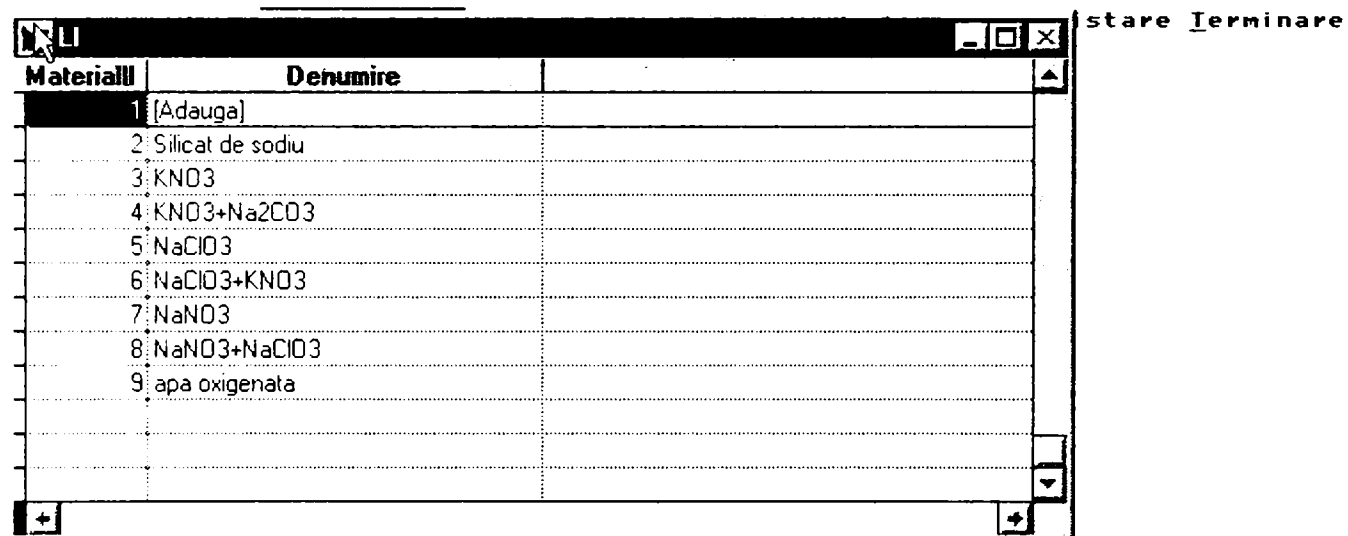 stare Terminare
LI
MaterialI Denumire
1 [Adauga]
2 Silicat de sodiu
3 KNO3
4 KNO3+Na2CO3
5 NaClO3
6 NaClO3+KNO3
7 NaNO3
8 NaNO3+NaClO3
9 apa oxigenata